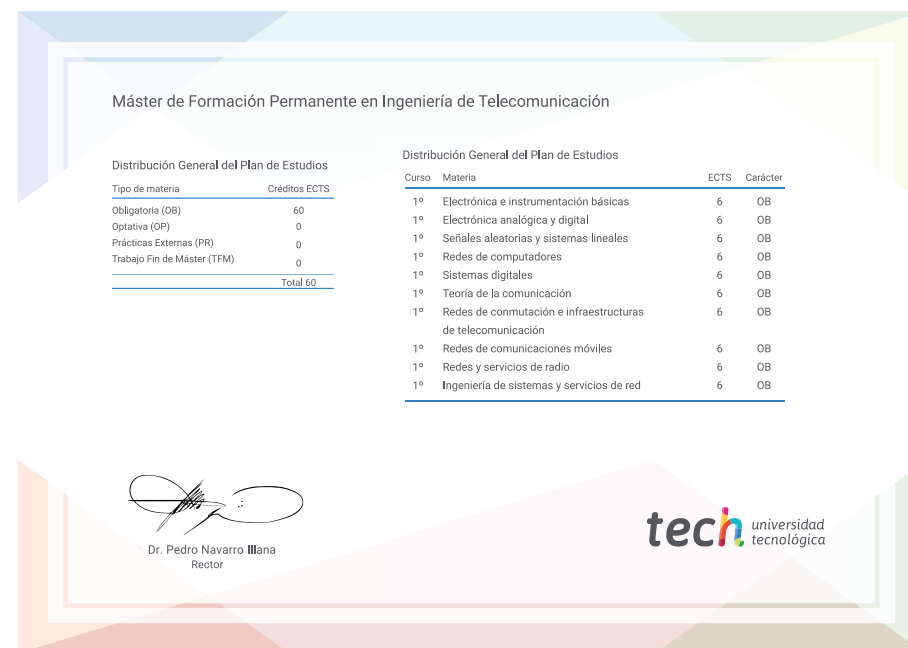 Máster de Formación Permanente en Ingeniería de Telecomunicación
Distribución General del Plan de Estudios
Tipo de materia Créditos ECTS
Obligatoria (OB) 60
Optativa (OP) 0
Prácticas Externas (PR) 0
Trabajo Fin de Máster (TFM) 0
Total 60
Distribución General del Plan de Estudios
Curso Materia ECTS Carácter
1º Electrónica e instrumentación básicas 6 OB
1º Electrónica analógica y digital 6 OB
1º Señales aleatorias y sistemas lineales 6 OB
1º Redes de computadores 6 OB
1º Sistemas digitales 6 OB
1º Teoría de la comunicación 6 OB
1º Redes de conmutación e infraestructuras 6 OB
de telecomunicación
1º Redes de comunicaciones móviles 6 OB
1º Redes y servicios de radio 6 OB
1º Ingeniería de sistemas y servicios de red 6 OB
Dr. Pedro Navarro Illana
Rector
tech universidad
tecnológica